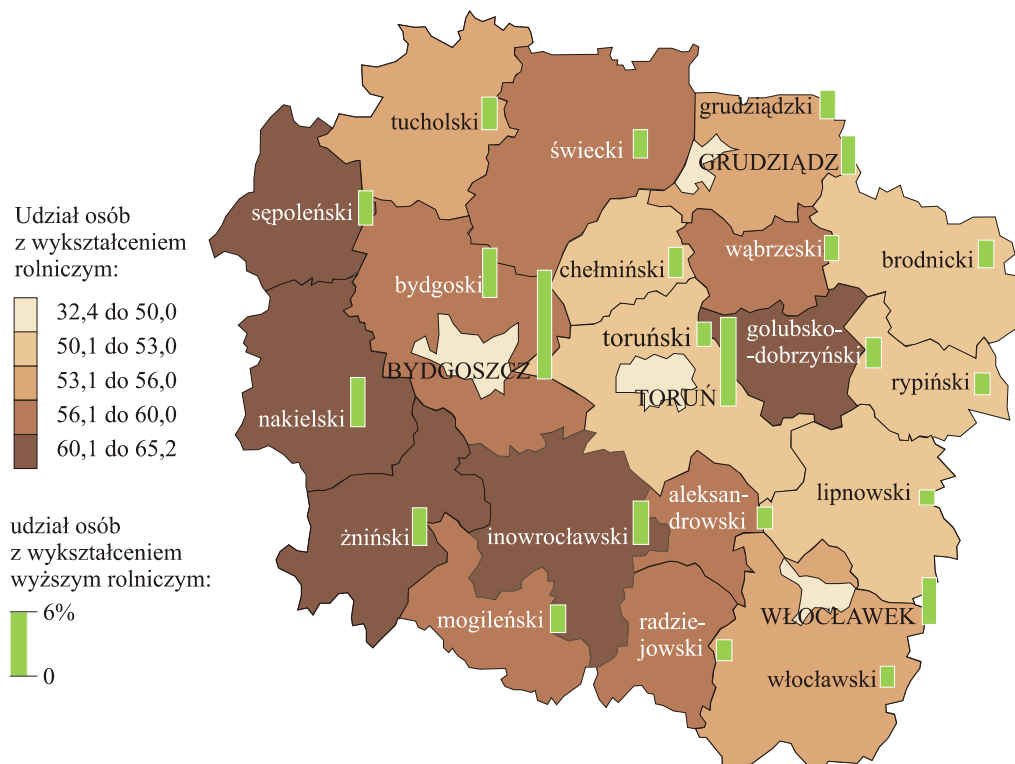 tucholski
świecki
grudziądzki
GRUDZIĄDZ
sępoleński
bydgoski
chełmiński
wąbrzeski
brodnicki
BYDGOSZCZ
toruński
TORUŃ
golubsko-
-dobrzyński
rypiński
nakielski
żniński
inowrocławski
aleksan-
drowski
lipnowski
mogileński
radzie-
jowski
WŁOCŁAWEK
włocławski
Udział osób
z wykształceniem
rolniczym:
32,4 do 50,0
50,1 do 53,0
53,1 do 56,0
56,1 do 60,0
60,1 do 65,2
udział osób
z wykształceniem
wyższym rolniczym:
6%
0